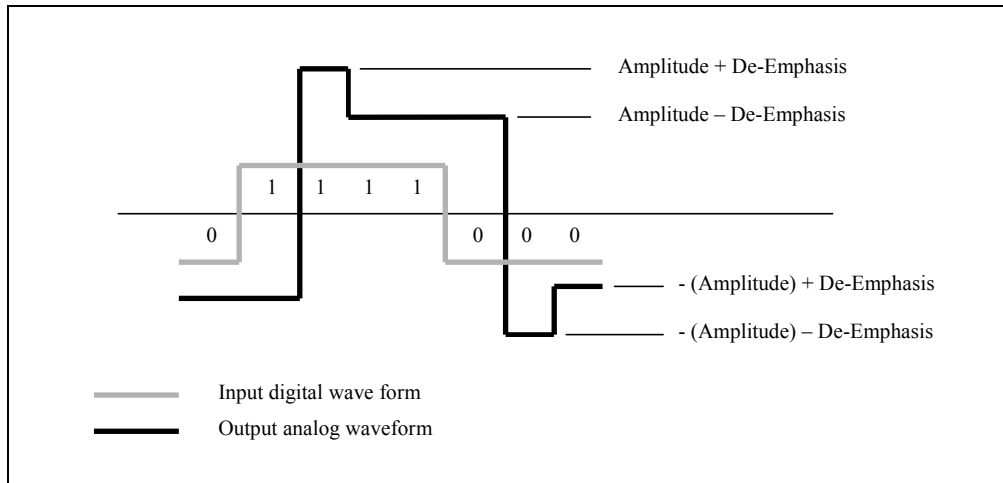 Amplitude + De-Emphasis
Amplitude – De-Emphasis
1 1 1 1
0 0 0 0
- (Amplitude) + De-Emphasis
- (Amplitude) – De-Emphasis
Input digital wave form
Output analog waveform